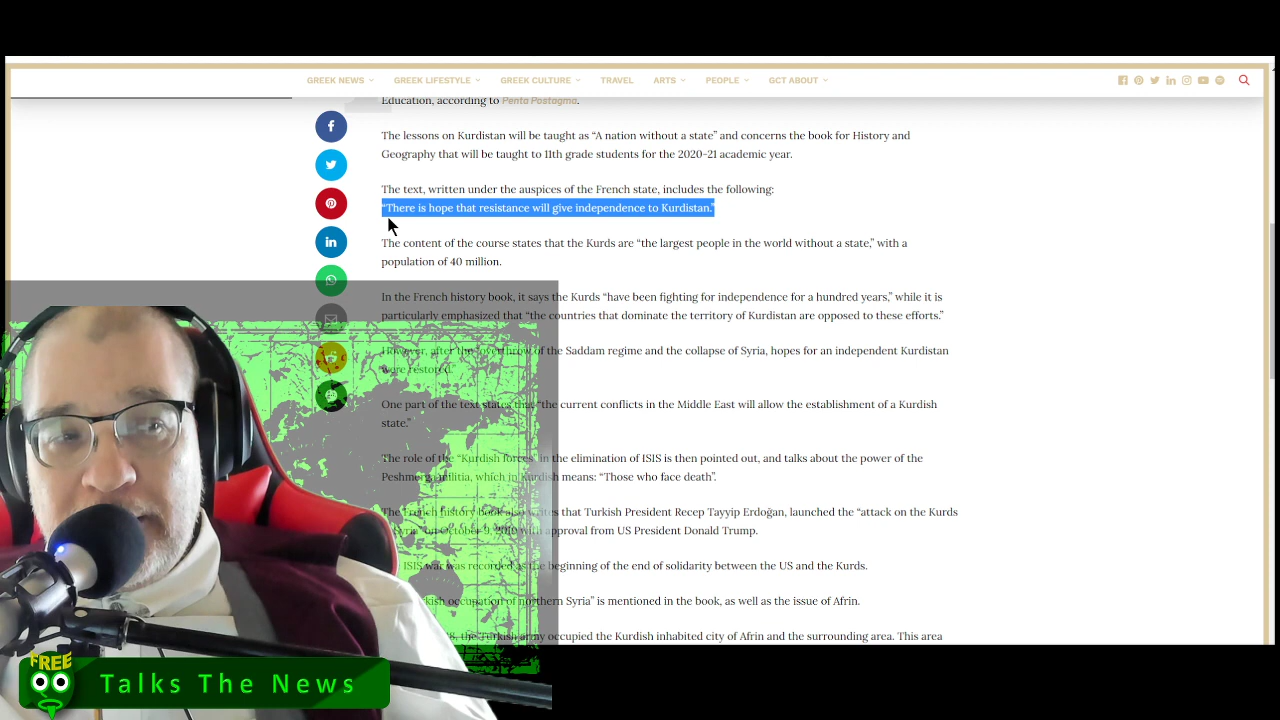 GREEK NEWS GREEK LIFESTYLE GREEK CULTURE TRAVEL ARTS PEOPLE GCT ABOUT
Education, according to Penta Postagma.
The lessons on Kurdistan will be taught as “A nation without a state” and concerns the book for History and
Geography that will be taught to 11th grade students for the 2020-21 academic year.
The text, written under the auspices of the French state, includes the following:
“There is hope that resistance will give independence to Kurdistan.”
The content of the course states that the Kurds are “the largest people in the world without a state,” with a
population of 40 million.
In the French history book, it says the Kurds “have been fighting for independence for a hundred years,” while it is
particularly emphasized that “the countries that dominate the territory of Kurdistan are opposed to these efforts.”
However, after the “overthrow of the Saddam regime and the collapse of Syria, hopes for an independent Kurdistan
were restored.”
One part of the text states that “the current conflicts in the Middle East will allow the establishment of a Kurdish
state.”
The role of the “Kurdish forces” in the elimination of ISIS is then pointed out, and talks about the power of the
Peshmerga militia, which in Kurdish means: “Those who face death”.
The French history book also writes that Turkish President Recep Tayyip Erdoğan, launched the “attack on the Kurds
Syria” on October 9, 2019 with approval from US President Donald Trump.
ISIS war was recorded as the beginning of the end of solidarity between the US and the Kurds.
occupation of northern Syria” is mentioned in the book, as well as the issue of Afrin.
the Turkish army occupied the Kurdish inhabited city of Afrin and the surrounding area. This area
FREE
Talks The News